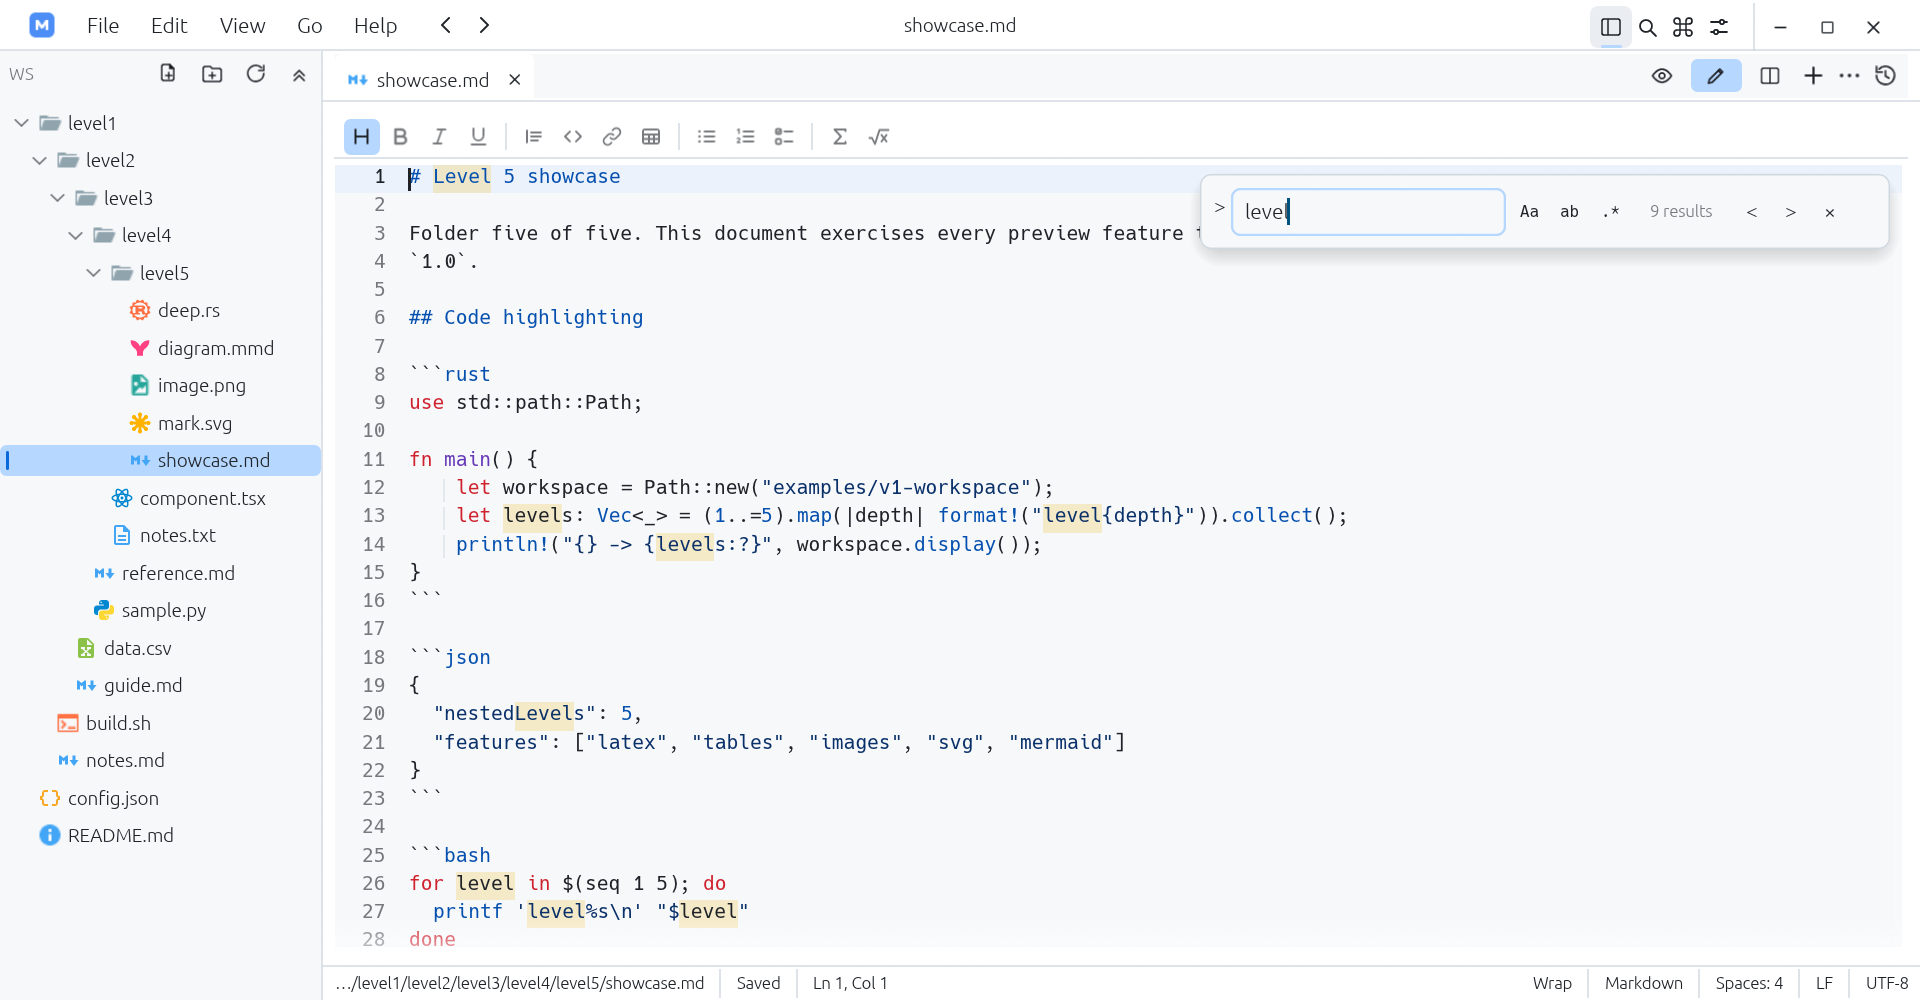 M File Edit View Go Help
showcase.md
WS
level1
level2
level3
level4
level5
deep.rs
diagram.mmd
image.png
mark.svg
showcase.md
component.tsx
notes.txt
reference.md
sample.py
data.csv
guide.md
build.sh
notes.md
config.json
README.md
showcase.md
H B I U
> level Aa ab .* 9 results < > ×
1 # Level 5 showcase
2
3 Folder five of five. This document exercises every preview feature
4 `1.0`.
5
6 ## Code highlighting
7
8 ```rust
9 use std::path::Path;
10
11 fn main() {
12 let workspace = Path::new("examples/v1-workspace");
13 let levels: Vec<_> = (1..=5).map(|depth| format!("level{depth}")).collect();
14 println!("{} -> {levels:?}", workspace.display());
15 }
16 ```
17
18 ```json
19 {
20 "nestedLevels": 5,
21 "features": ["latex", "tables", "images", "svg", "mermaid"]
22 }
23 ```
24
25 ```bash
26 for level in $(seq 1 5); do
27 printf 'level%s\n' "$level"
28 done
…/level1/level2/level3/level4/level5/showcase.md Saved Ln 1, Col 1 Wrap Markdown Spaces: 4 LF UTF-8